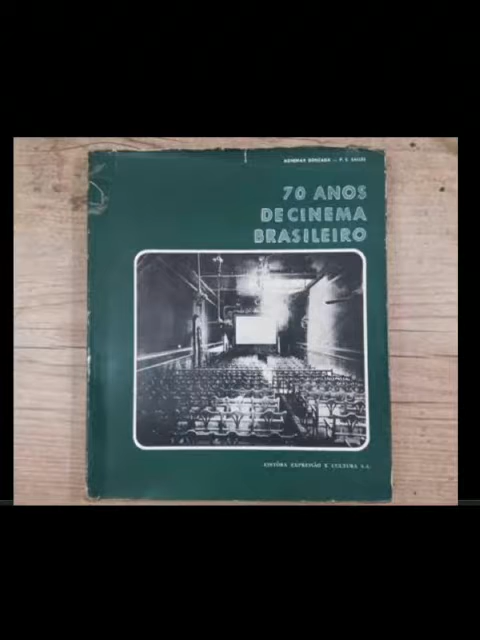 ADHEMAR GONZAGA — P. E. SALLES
70 ANOS
DE CINEMA
BRASILEIRO
EDITÔRA EXPRESSÃO E CULTURA S.A.